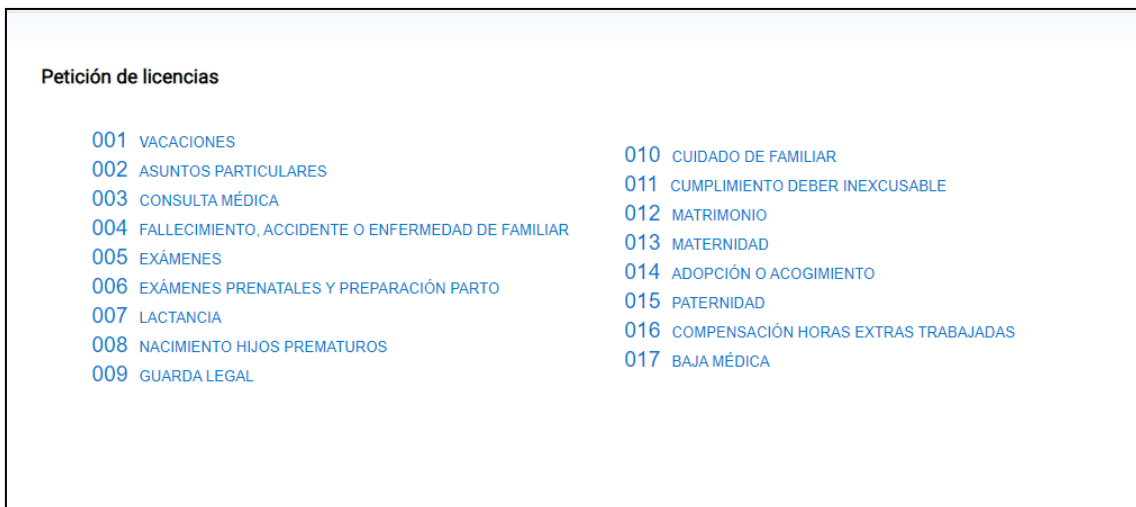 Petición de licencias
001 VACACIONES
002 ASUNTOS PARTICULARES
003 CONSULTA MÉDICA
004 FALLECIMIENTO, ACCIDENTE O ENFERMEDAD DE FAMILIAR
005 EXÁMENES
006 EXÁMENES PRENATALES Y PREPARACIÓN PARTO
007 LACTANCIA
008 NACIMIENTO HIJOS PREMATUROS
009 GUARDA LEGAL
010 CUIDADO DE FAMILIAR
011 CUMPLIMIENTO DEBER INEXCUSABLE
012 MATRIMONIO
013 MATERNIDAD
014 ADOPCIÓN O ACOGIMIENTO
015 PATERNIDAD
016 COMPENSACIÓN HORAS EXTRAS TRABAJADAS
017 BAJA MÉDICA